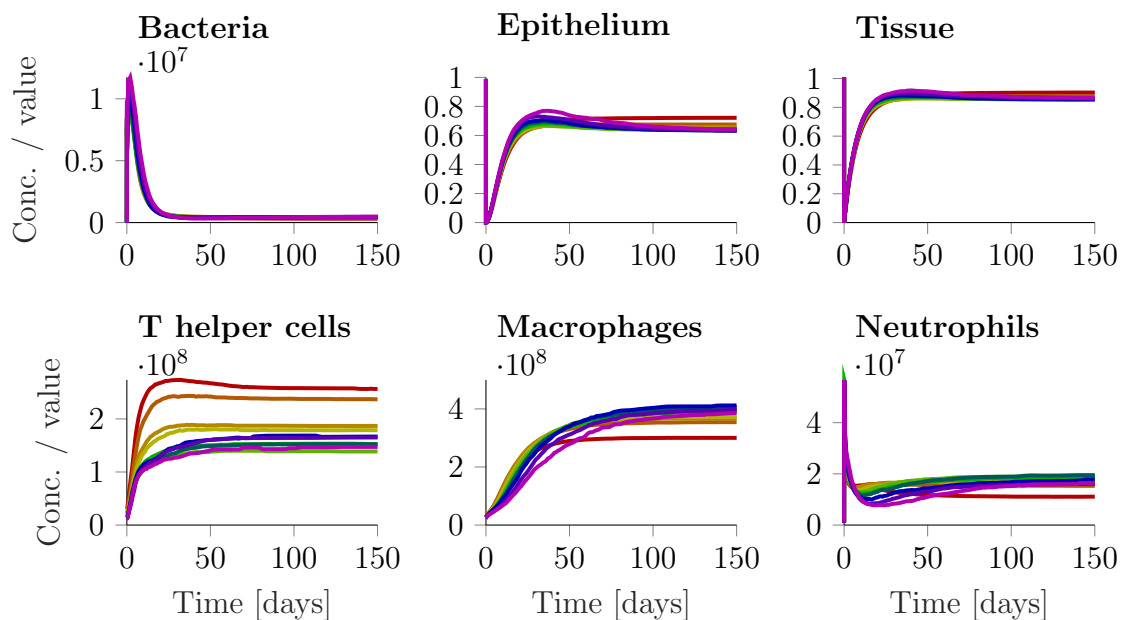 Bacteria
Epithelium
Tissue
·10^7
Conc. / value
1
0.5
0
0 50 100 150
1
0.8
0.6
0.4
0.2
0
0 50 100 150
1
0.8
0.6
0.4
0.2
0
0 50 100 150
T helper cells
Macrophages
Neutrophils
·10^8
·10^8
·10^7
Conc. / value
2
1
0
0 50 100 150
4
2
0
0 50 100 150
4
2
0
0 50 100 150
Time [days]
Time [days]
Time [days]